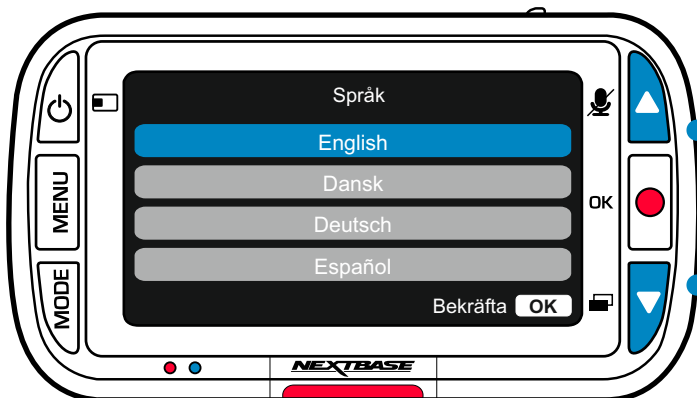 Språk
English
Dansk
Deutsch
Español
Bekräfta OK
MENU
MODE
OK
NEXTBASE